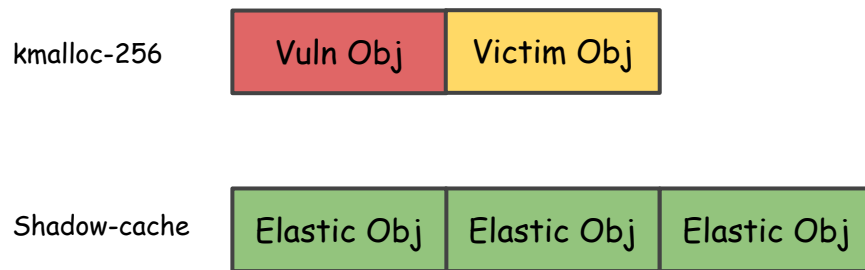 kmalloc-256 Vuln Obj Victim Obj
Shadow-cache Elastic Obj Elastic Obj Elastic Obj